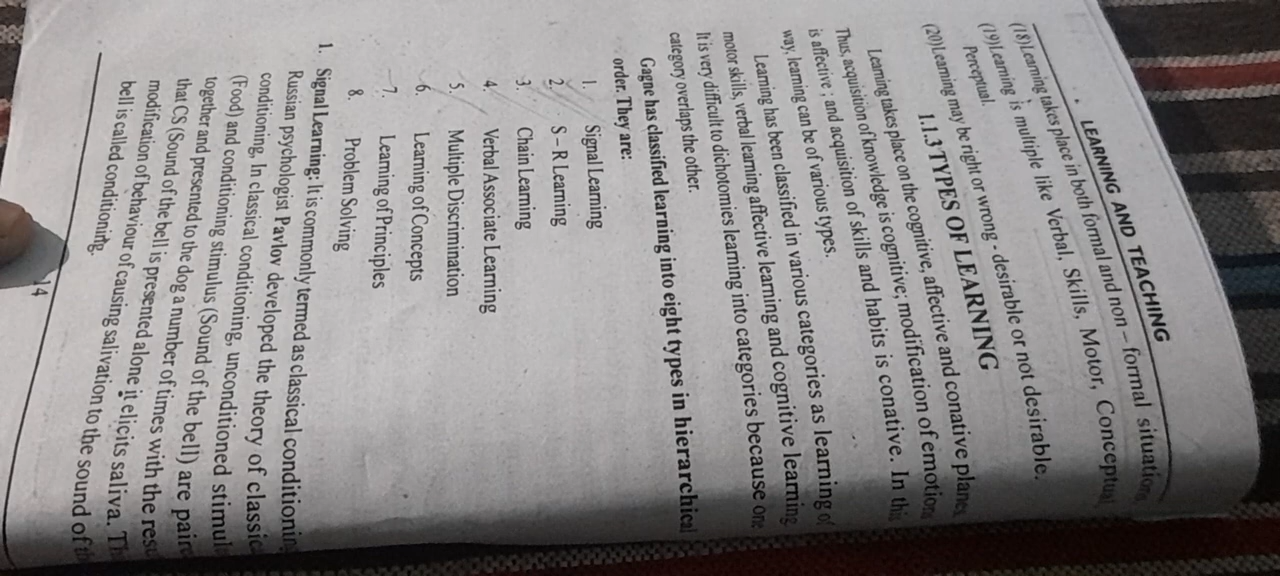 LEARNING AND TEACHING
(18)Learning takes place in both formal and non – formal situations
(19)Learning is multiple like Verbal, Skills, Motor, Conceptual
Perceptual.
(20)Learning may be right or wrong - desirable or not desirable.
1.1.3 TYPES OF LEARNING
Learning takes place on the cognitive, affective and conative planes.
Thus, acquisition of knowledge is cognitive; modification of emotions
is affective ; and acquisition of skills and habits is conative. In this
way, learning can be of various types.
Learning has been classified in various categories as learning of
motor skills, verbal learning affective learning and cognitive learning
It is very difficult to dichotomies learning into categories because one
category overlaps the other.
Gagne has classified learning into eight types in hierarchical
order. They are:
1. Signal Learning
2. S – R Learning
3. Chain Learning
4. Verbal Associate Learning
5. Multiple Discrimination
6. Learning of Concepts
7. Learning of Principles
8. Problem Solving
1. Signal Learning: It is commonly termed as classical conditioning
Russian psychologist Pavlov developed the theory of classic
conditioning. In classical conditioning, unconditioned stimul
(Food) and conditioning stimulus (Sound of the bell) are paire
together and presented to the dog a number of times with the resu
that CS (Sound of the bell is presented alone it elicits saliva. Th
modification of behaviour of causing salivation to the sound of th
bell is called conditioning.
14